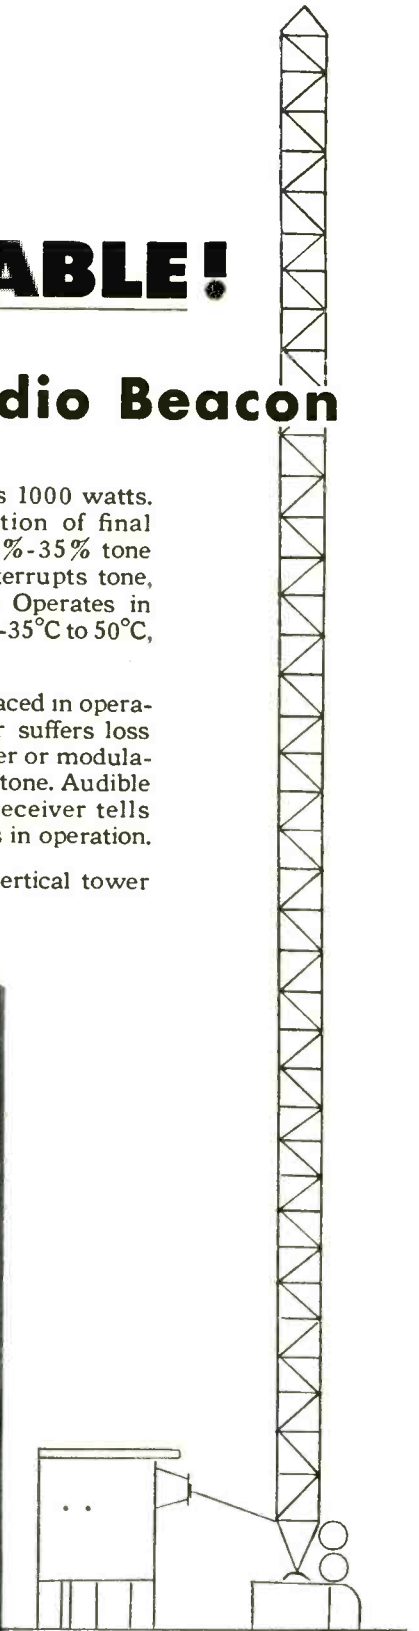 ABLE!
dio Beacon
s 1000 watts.
tion of final
%-35% tone
errupts tone,
Operates in
-35°C to 50°C,
aced in opera-
r suffers loss
er or modula-
tone. Audible
eceiver tells
s in operation.
ertical tower